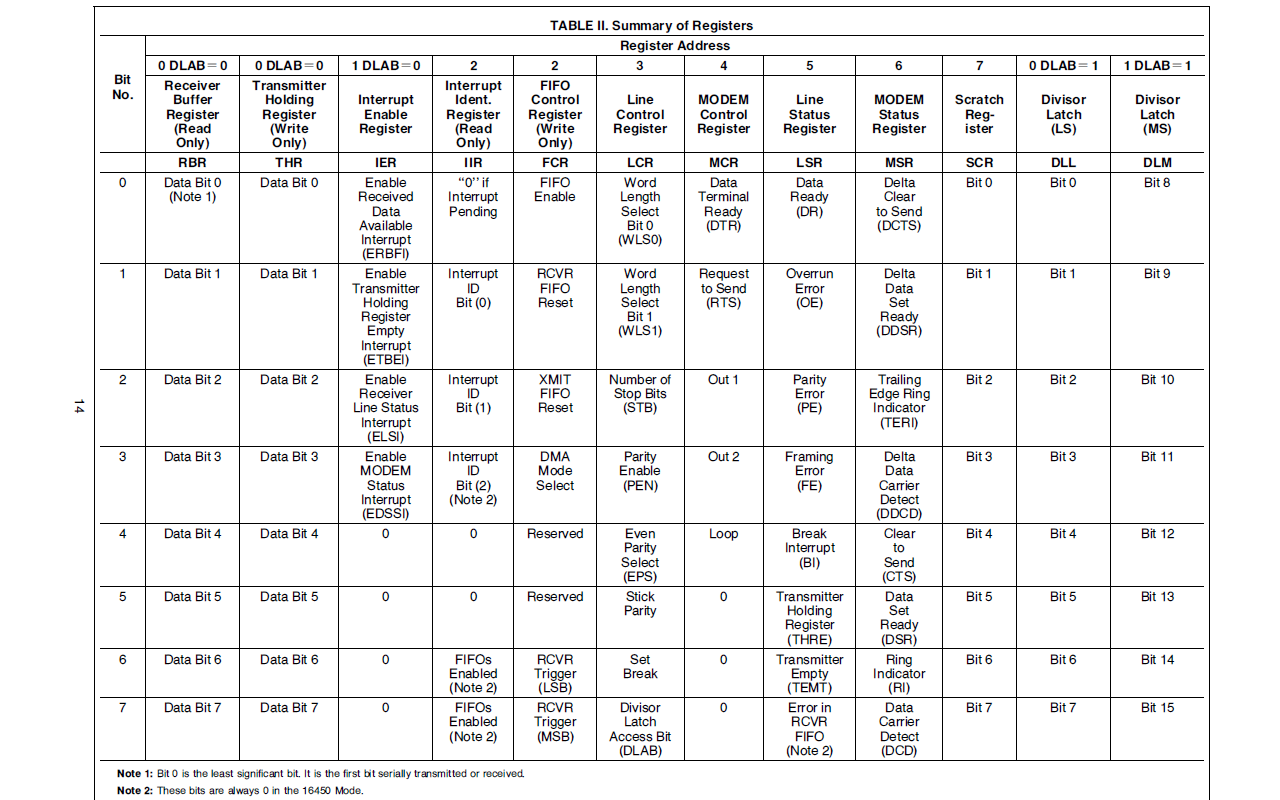 TABLE II. Summary of Registers
Register Address
Bit No. 0 DLAB=0 0 DLAB=0 1 DLAB=0 2 2 3 4 5 6 7 0 DLAB=1 1 DLAB=1
Receiver Buffer Register (Read Only) Transmitter Holding Register (Write Only) Interrupt Enable Register Interrupt Ident. Register (Read Only) FIFO Control Register (Write Only) Line Control Register MODEM Control Register Line Status Register MODEM Status Register Scratch Reg-ister Divisor Latch (LS) Divisor Latch (MS)
RBR THR IER IIR FCR LCR MCR LSR MSR SCR DLL DLM
0 Data Bit 0 (Note 1) Data Bit 0 Enable Received Data Available Interrupt (ERBFI) “0” if Interrupt Pending FIFO Enable Word Length Select Bit 0 (WLS0) Data Terminal Ready (DTR) Data Ready (DR) Delta Clear to Send (DCTS) Bit 0 Bit 0 Bit 8
1 Data Bit 1 Data Bit 1 Enable Transmitter Holding Register Empty Interrupt (ETBEI) Interrupt ID Bit (0) RCVR FIFO Reset Word Length Select Bit 1 (WLS1) Request to Send (RTS) Overrun Error (OE) Delta Data Set Ready (DDSR) Bit 1 Bit 1 Bit 9
2 Data Bit 2 Data Bit 2 Enable Receiver Line Status Interrupt (ELSI) Interrupt ID Bit (1) XMIT FIFO Reset Number of Stop Bits (STB) Out 1 Parity Error (PE) Trailing Edge Ring Indicator (TERI) Bit 2 Bit 2 Bit 10
3 Data Bit 3 Data Bit 3 Enable MODEM Status Interrupt (EDSSI) Interrupt ID Bit (2) (Note 2) DMA Mode Select Parity Enable (PEN) Out 2 Framing Error (FE) Delta Data Carrier Detect (DDCD) Bit 3 Bit 3 Bit 11
4 Data Bit 4 Data Bit 4 0 0 Reserved Even Parity Select (EPS) Loop Break Interrupt (BI) Clear to Send (CTS) Bit 4 Bit 4 Bit 12
5 Data Bit 5 Data Bit 5 0 0 Reserved Stick Parity 0 Transmitter Holding Register (THRE) Data Set Ready (DSR) Bit 5 Bit 5 Bit 13
6 Data Bit 6 Data Bit 6 0 FIFOs Enabled (Note 2) RCVR Trigger (LSB) Set Break 0 Transmitter Empty (TEMT) Ring Indicator (RI) Bit 6 Bit 6 Bit 14
7 Data Bit 7 Data Bit 7 0 FIFOs Enabled (Note 2) RCVR Trigger (MSB) Divisor Latch Access Bit (DLAB) 0 Error in RCVR FIFO (Note 2) Data Carrier Detect (DCD) Bit 7 Bit 7 Bit 15
Note 1: Bit 0 is the least significant bit. It is the first bit serially transmitted or received.
Note 2: These bits are always 0 in the 16450 Mode.
14